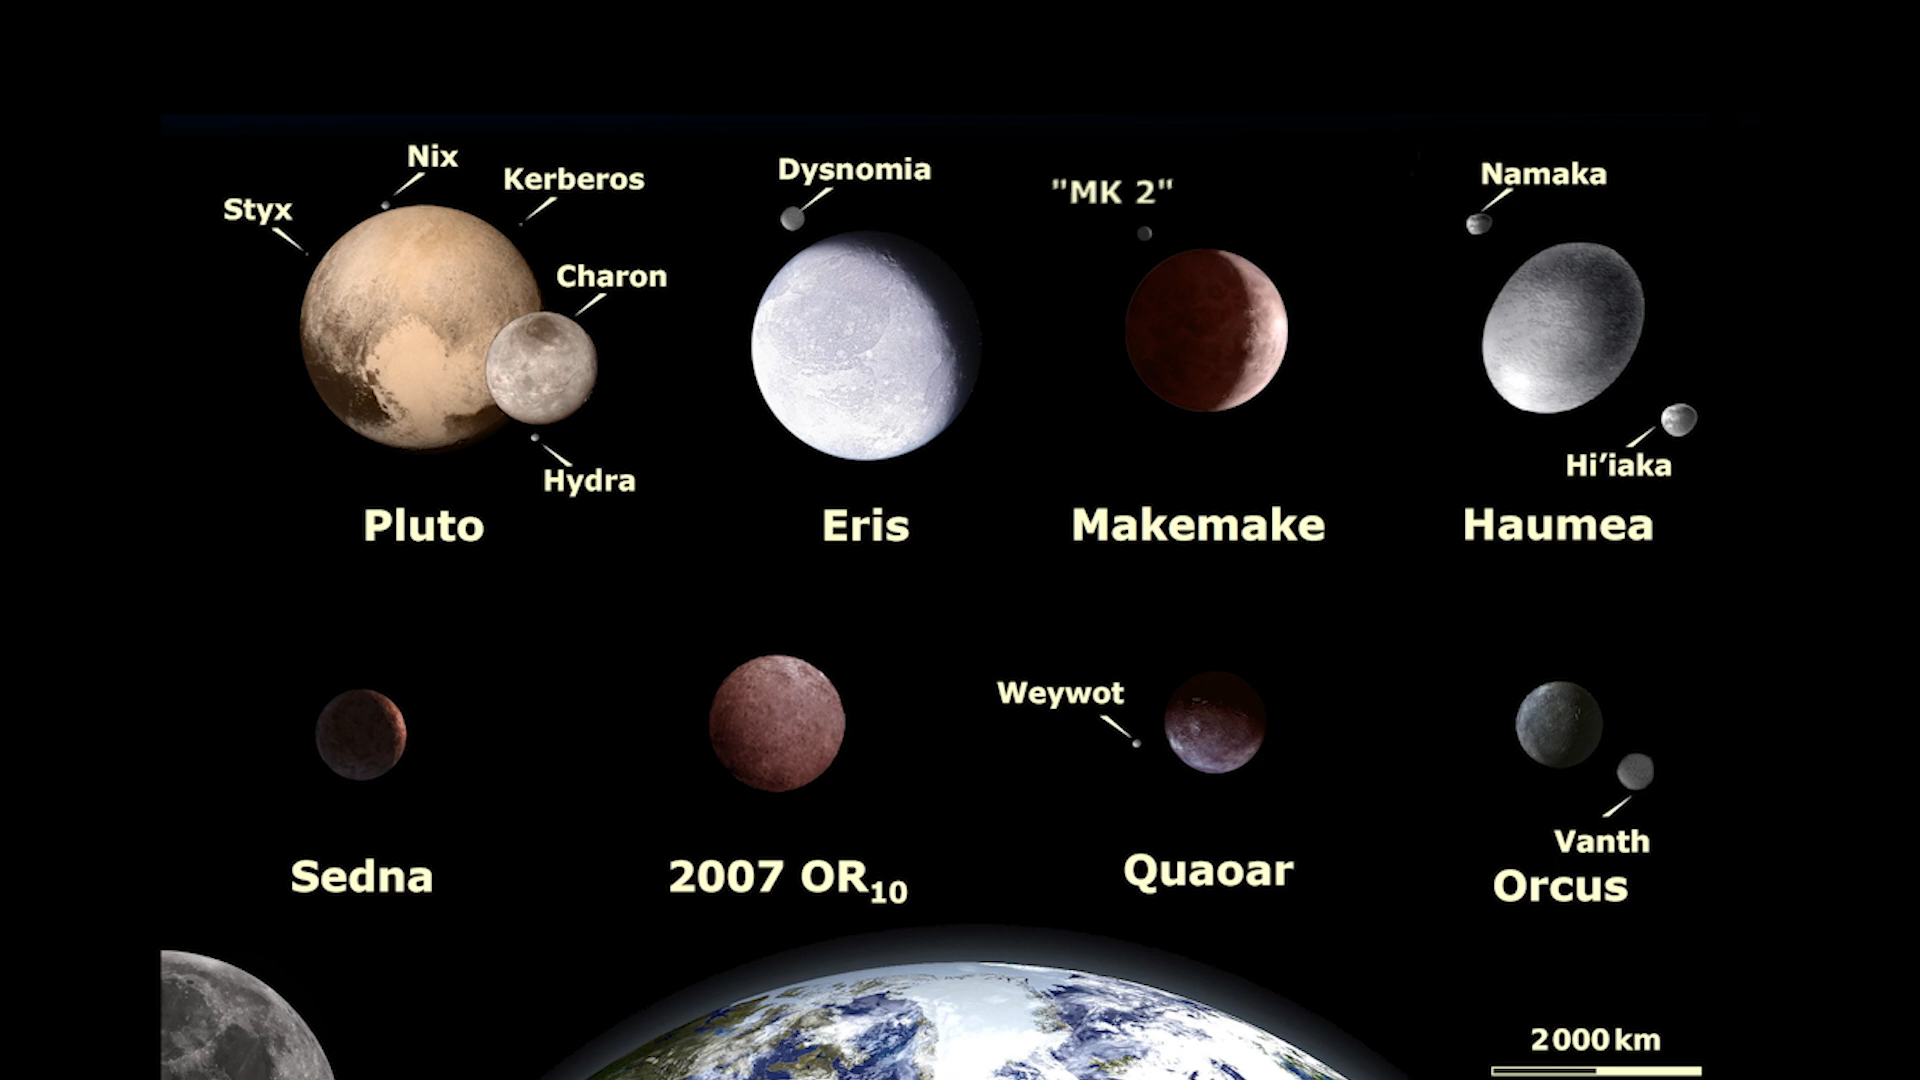 Nix
Kerberos
Styx
Charon
Hydra
Pluto
Dysnomia
Eris
"MK 2"
Makemake
Namaka
Hi’iaka
Haumea
Sedna
2007 OR₁₀
Weywot
Quaoar
Vanth
Orcus
2000 km